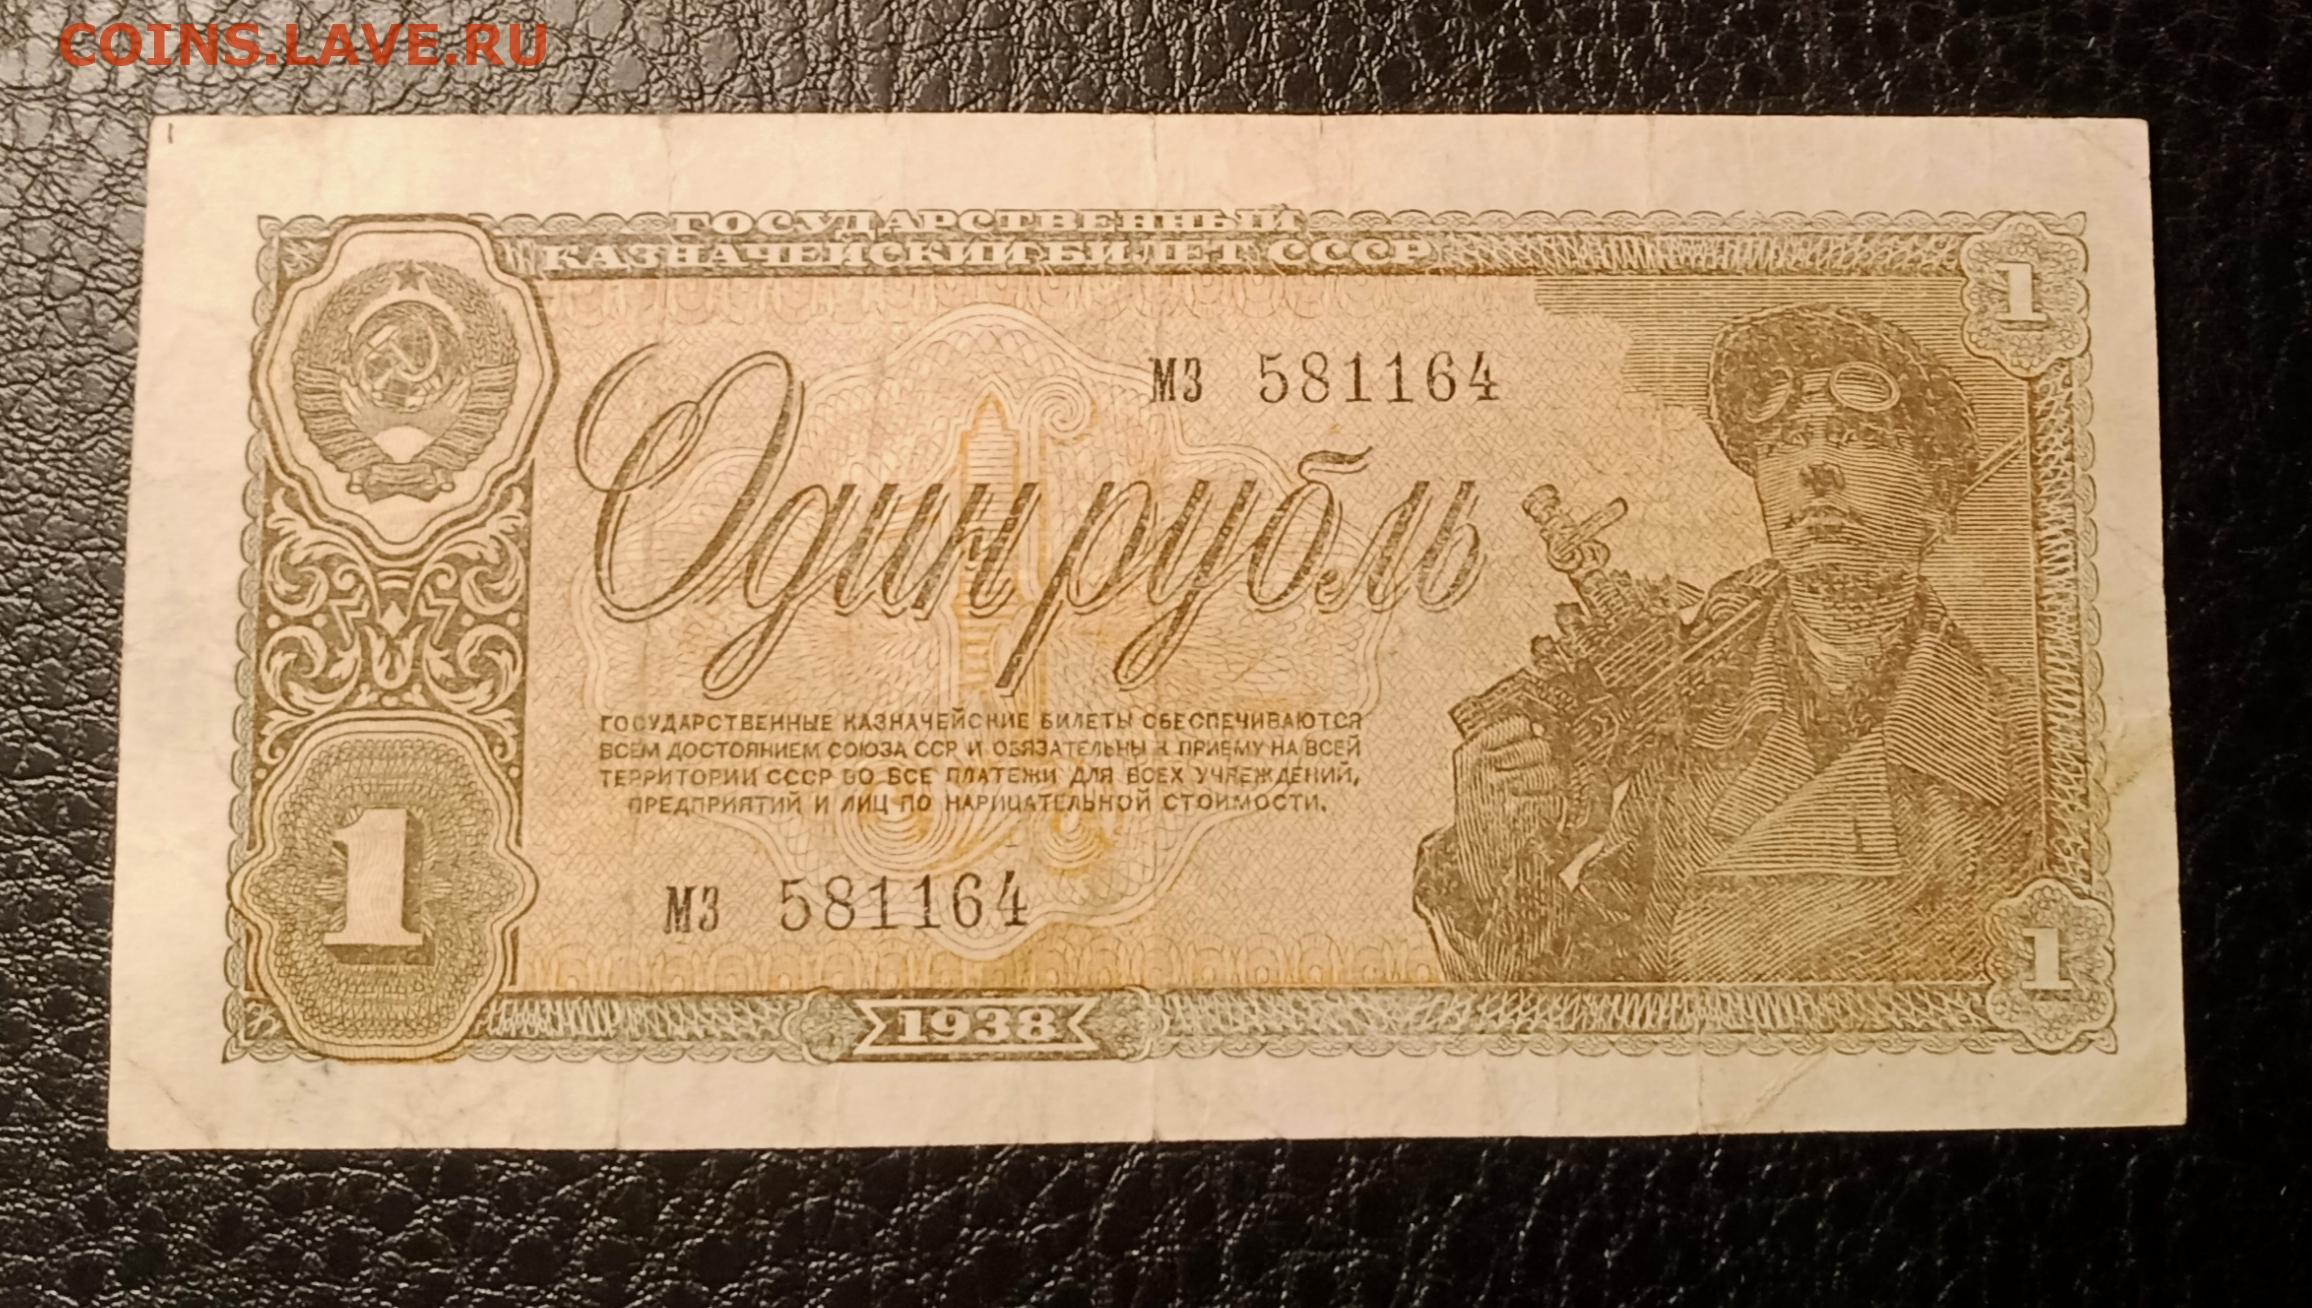 COINS.LAVE.RU
ГОСУДАРСТВЕННЫЙ
КАЗНАЧЕЙСКИЙ БИЛЕТ СССР
1
МЗ 581164
Один рубль
ГОСУДАРСТВЕННЫЕ КАЗНАЧЕЙСКИЕ БИЛЕТЫ ОБЕСПЕЧИВАЮТСЯ
ВСЕМ ДОСТОЯНИЕМ СОЮЗА ССР И ОБЯЗАТЕЛЬНЫ К ПРИЕМУ НА ВСЕЙ
ТЕРРИТОРИИ СССР ВО ВСЕ ПЛАТЕЖИ ДЛЯ ВСЕХ УЧРЕЖДЕНИЙ,
ПРЕДПРИЯТИЙ И ЛИЦ ПО НАРИЦАТЕЛЬНОЙ СТОИМОСТИ.
1
МЗ 581164
1
1938